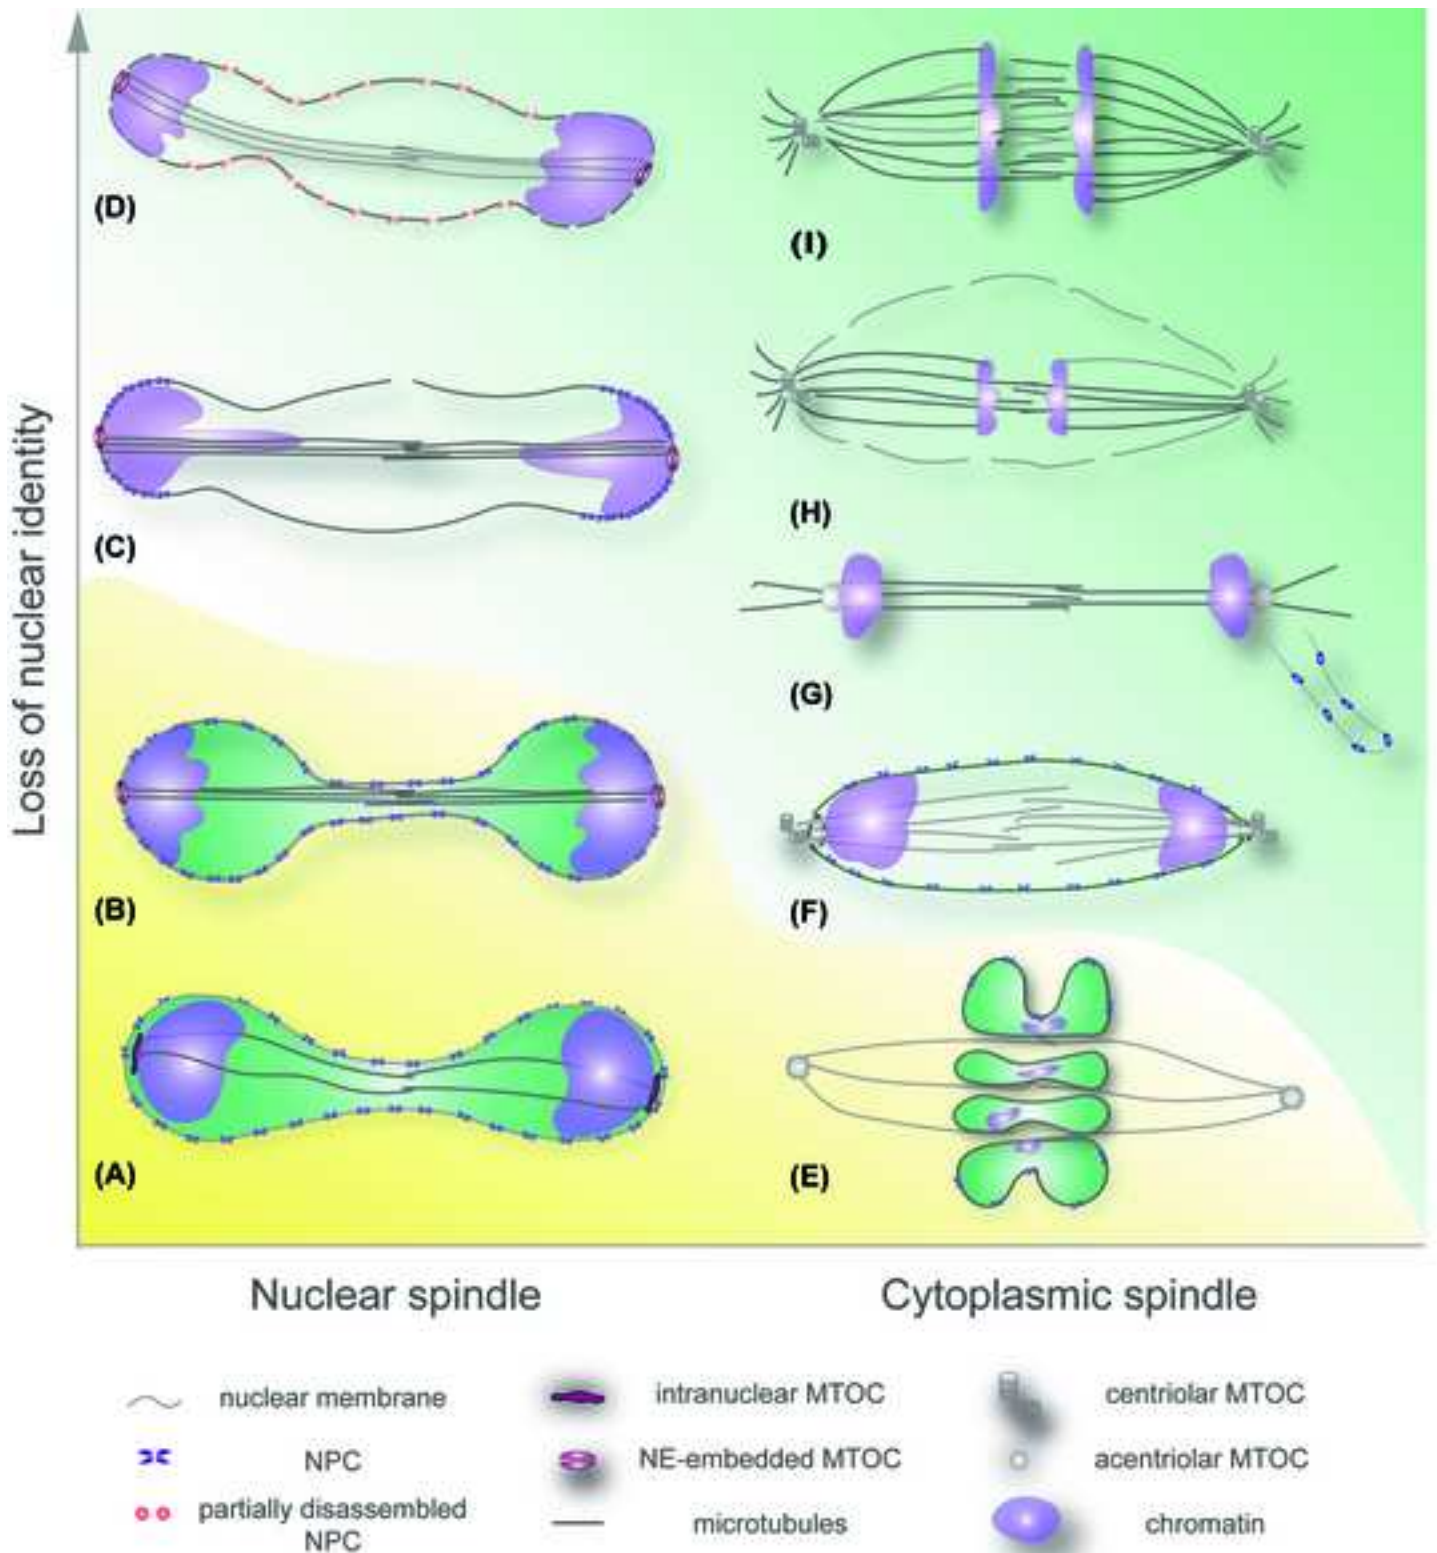 Loss of nuclear identity
(D)
(I)
(C)
(H)
(G)
(B)
(F)
(A)
(E)
Nuclear spindle
Cytoplasmic spindle
nuclear membrane
intranuclear MTOC
centriolar MTOC
NPC
NE-embedded MTOC
acentriolar MTOC
partially disassembled
NPC
microtubules
chromatin